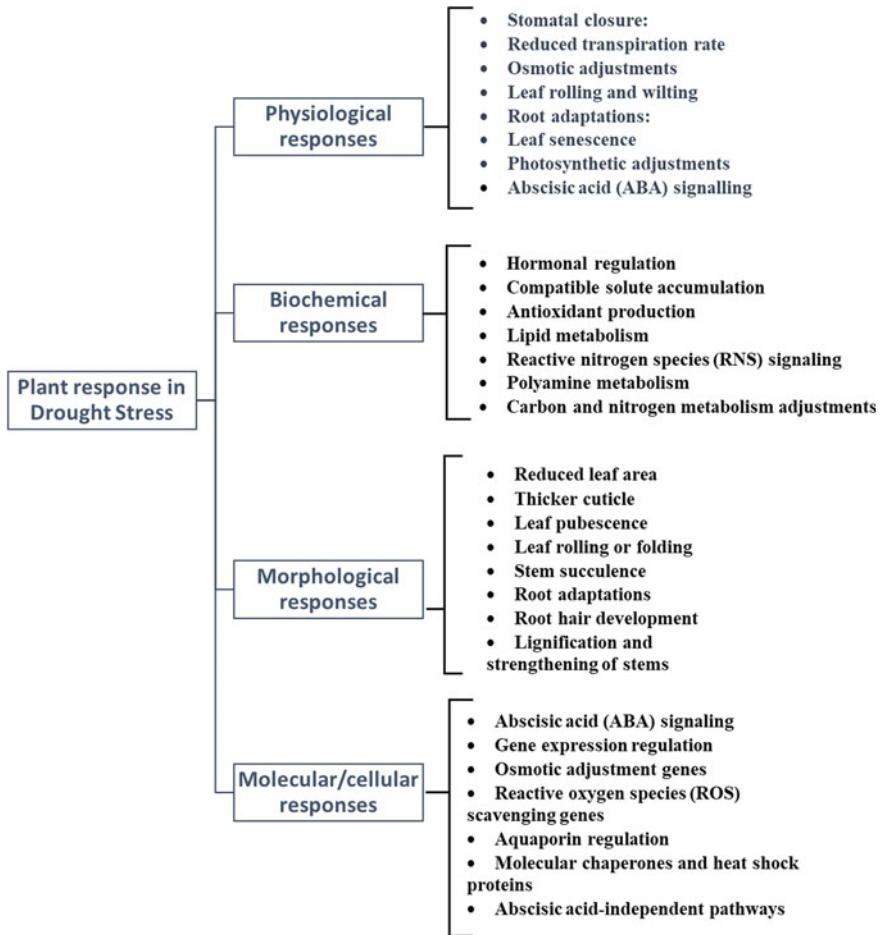 Plant response in
Drought Stress
Physiological
responses
• Stomatal closure:
• Reduced transpiration rate
• Osmotic adjustments
• Leaf rolling and wilting
• Root adaptations:
• Leaf senescence
• Photosynthetic adjustments
• Abscisic acid (ABA) signalling
Biochemical
responses
• Hormonal regulation
• Compatible solute accumulation
• Antioxidant production
• Lipid metabolism
• Reactive nitrogen species (RNS) signaling
• Polyamine metabolism
• Carbon and nitrogen metabolism adjustments
Morphological
responses
• Reduced leaf area
• Thicker cuticle
• Leaf pubescence
• Leaf rolling or folding
• Stem succulence
• Root adaptations
• Root hair development
• Lignification and
strengthening of stems
Molecular/cellular
responses
• Abscisic acid (ABA) signaling
• Gene expression regulation
• Osmotic adjustment genes
• Reactive oxygen species (ROS)
scavenging genes
• Aquaporin regulation
• Molecular chaperones and heat shock
proteins
• Abscisic acid-independent pathways